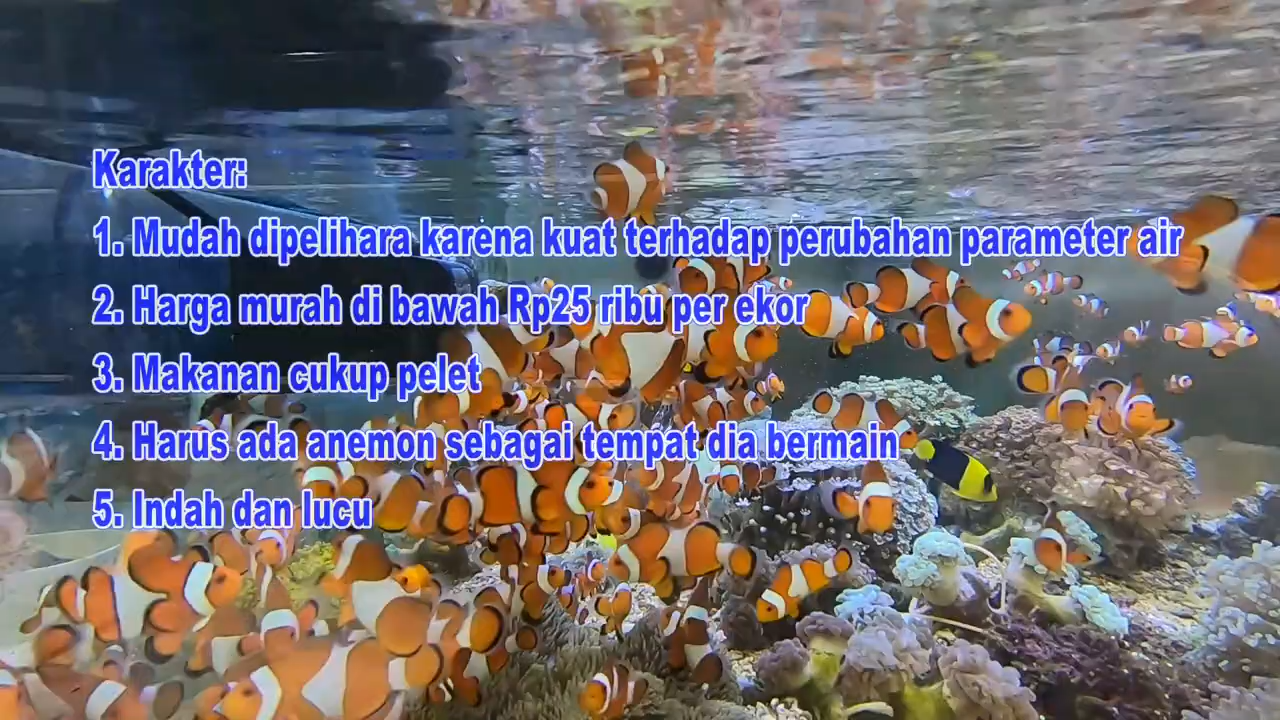 Karakter:
1. Mudah dipelihara karena kuat terhadap perubahan parameter air
2. Harga murah di bawah Rp25 ribu per ekor
3. Makanan cukup pelet
4. Harus ada anemon sebagai tempat dia bermain
5. Indah dan lucu